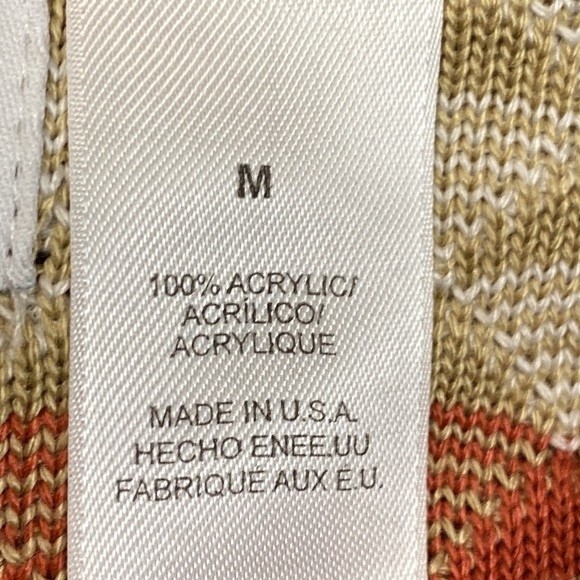 M
100% ACRYLIC/
ACRÍLICO/
ACRYLIQUE
MADE IN U.S.A.
HECHO ENEE.UU
FABRIQUE AUX E.U.